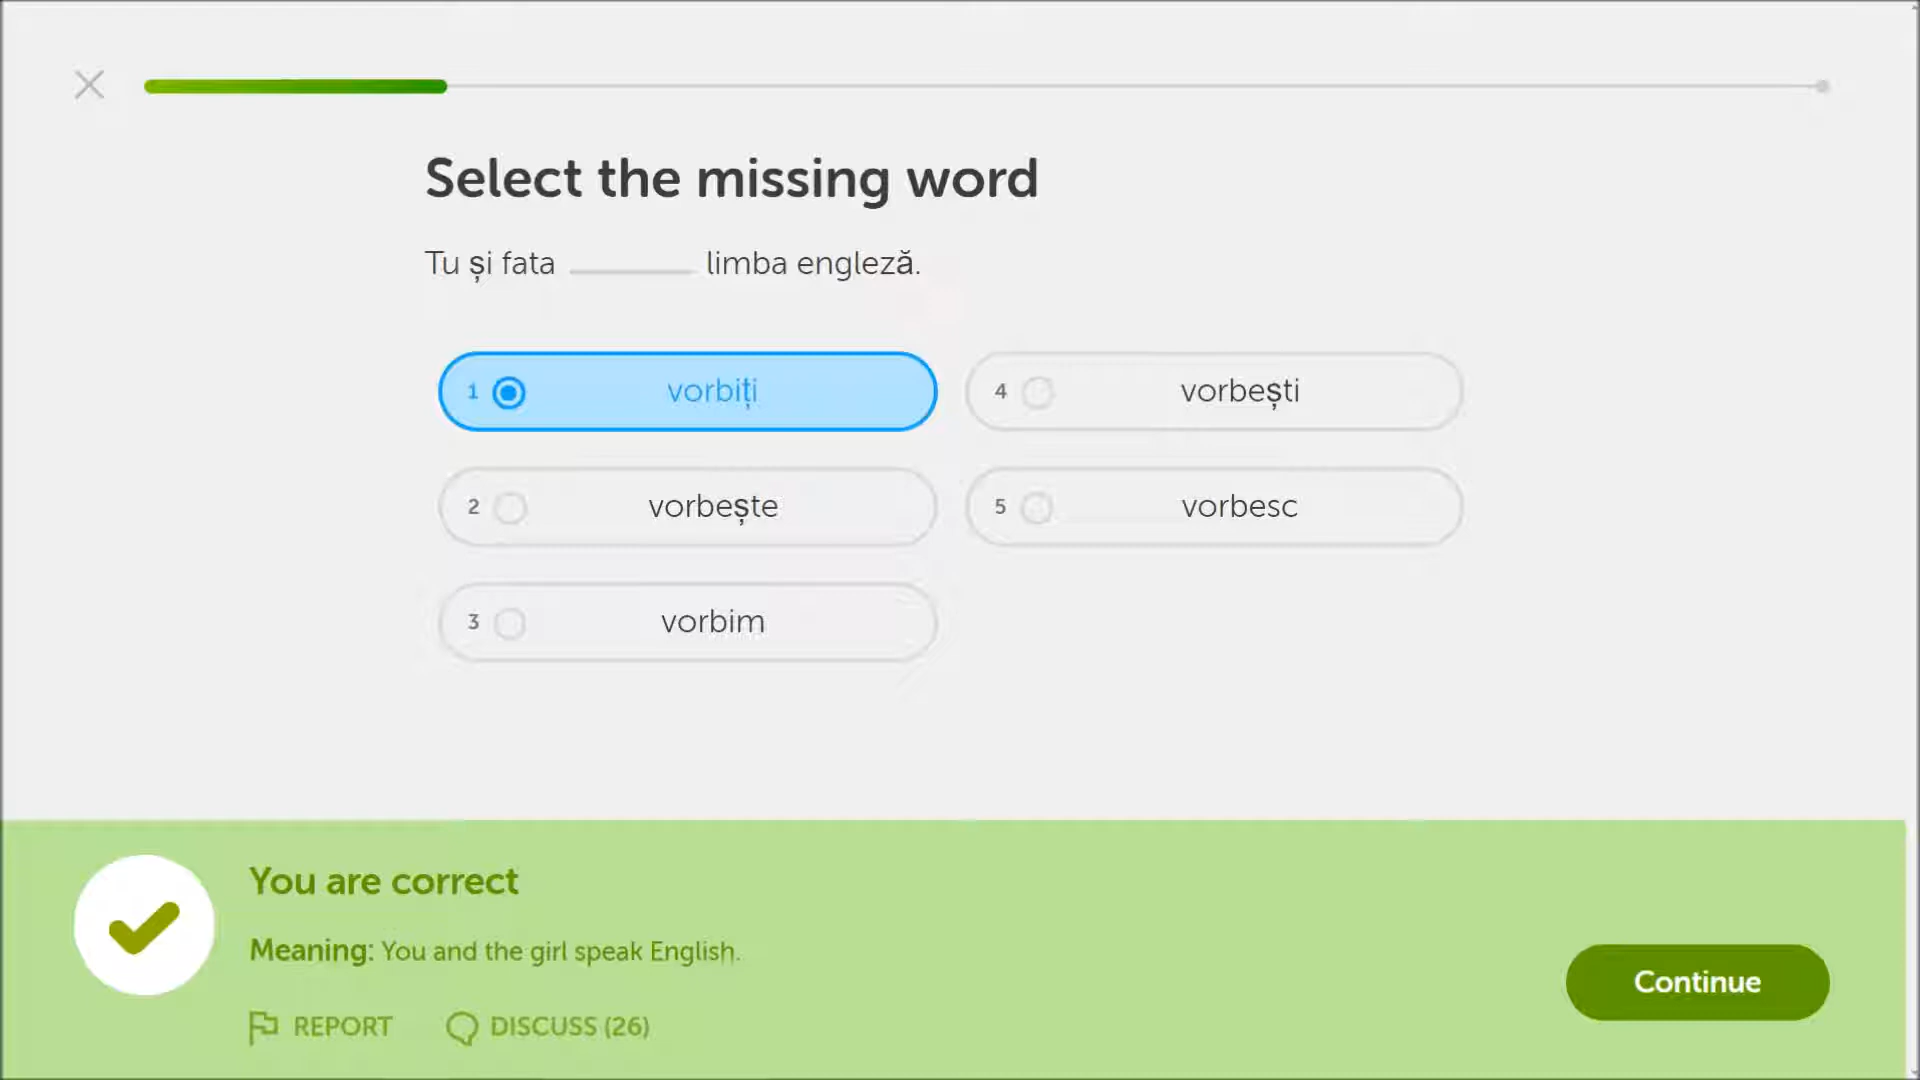 Select the missing word
Tu și fata ________ limba engleză.
1 vorbiți
4 vorbești
2 vorbește
5 vorbesc
3 vorbim
You are correct
Meaning: You and the girl speak English.
REPORT
DISCUSS (26)
Continue